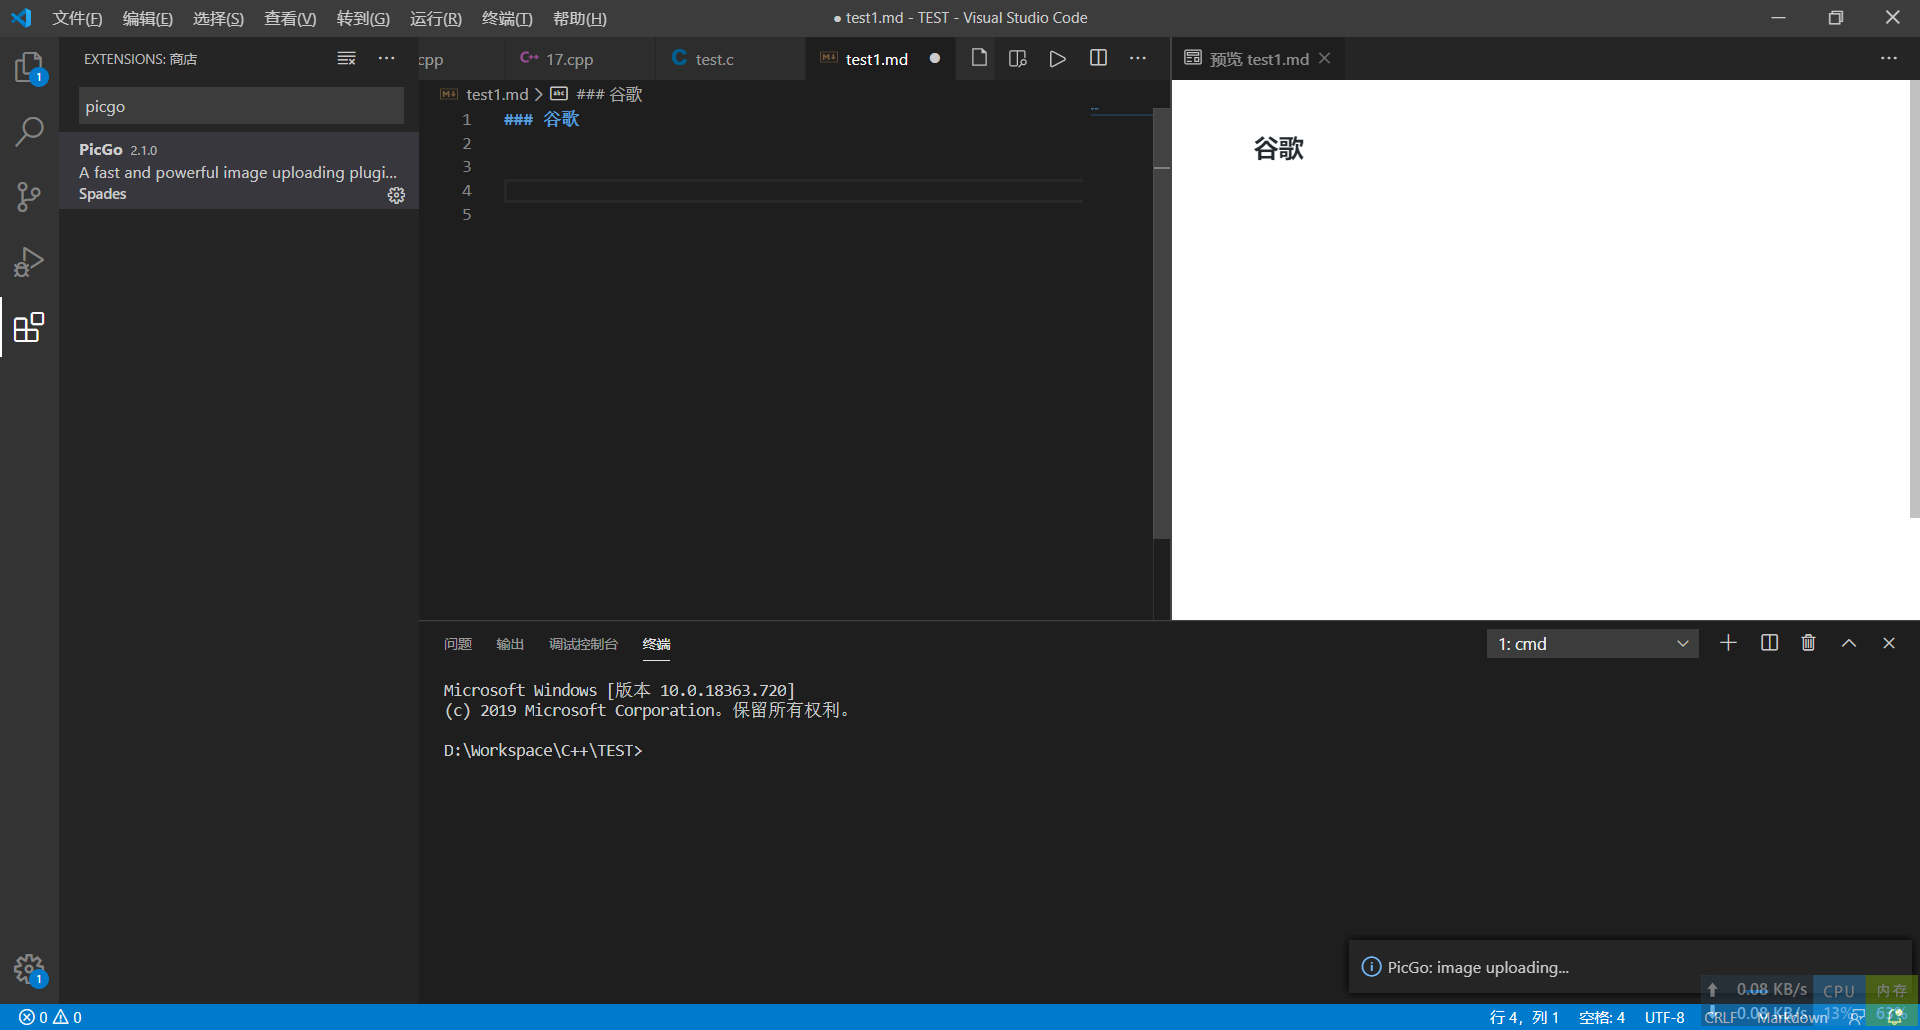 文件(F) 编辑(E) 选择(S) 查看(V) 转到(G) 运行(R) 终端(T) 帮助(H)
● test1.md - TEST - Visual Studio Code
EXTENSIONS: 商店
cpp
C++ 17.cpp
C test.c
M↓ test1.md ●
预览 test1.md
picgo
M↓ test1.md > abc ### 谷歌
PicGo 2.1.0
A fast and powerful image uploading plugi...
Spades
1 ### 谷歌
2
3
4
5
谷歌
1
问题 输出 调试控制台 终端
1: cmd
Microsoft Windows [版本 10.0.18363.720]
(c) 2019 Microsoft Corporation。保留所有权利。
D:\Workspace\C++\TEST>
PicGo: image uploading...
1
0.08 KB/s CPU 内存
0 0
行 4, 列 1 空格: 4 UTF-8 CRLF Markdown
0.08 KB/s 13%